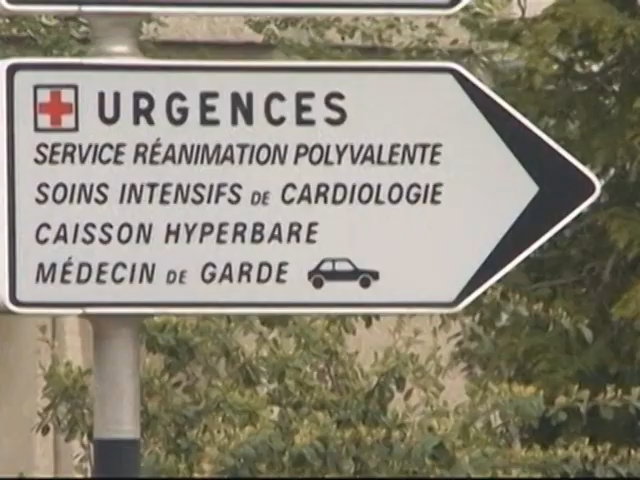 URGENCES
SERVICE RÉANIMATION POLYVALENTE
SOINS INTENSIFS DE CARDIOLOGIE
CAISSON HYPERBARE
MÉDECIN DE GARDE